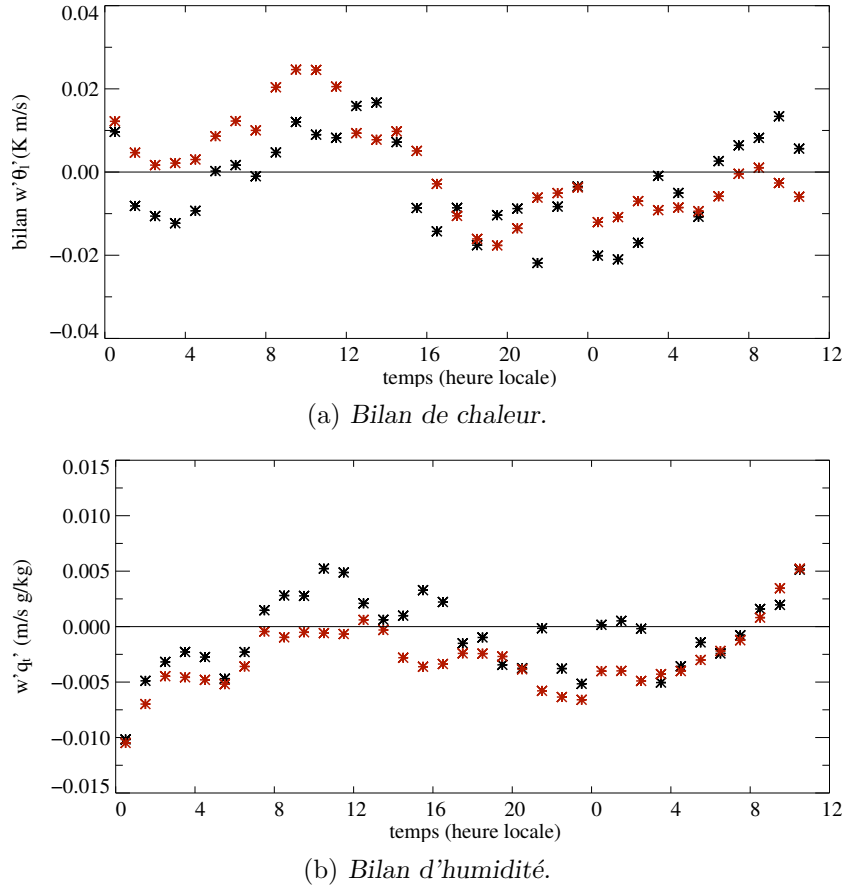 0.04
0.02
0.00
−0.02
−0.04
bilan w'θl'(K m/s)
0 4 8 12 16 20 0 4 8 12
temps (heure locale)
(a) Bilan de chaleur.
0.015
0.010
0.005
0.000
−0.005
−0.010
−0.015
w'qt' (m/s g/kg)
0 4 8 12 16 20 0 4 8 12
temps (heure locale)
(b) Bilan d'humidité.